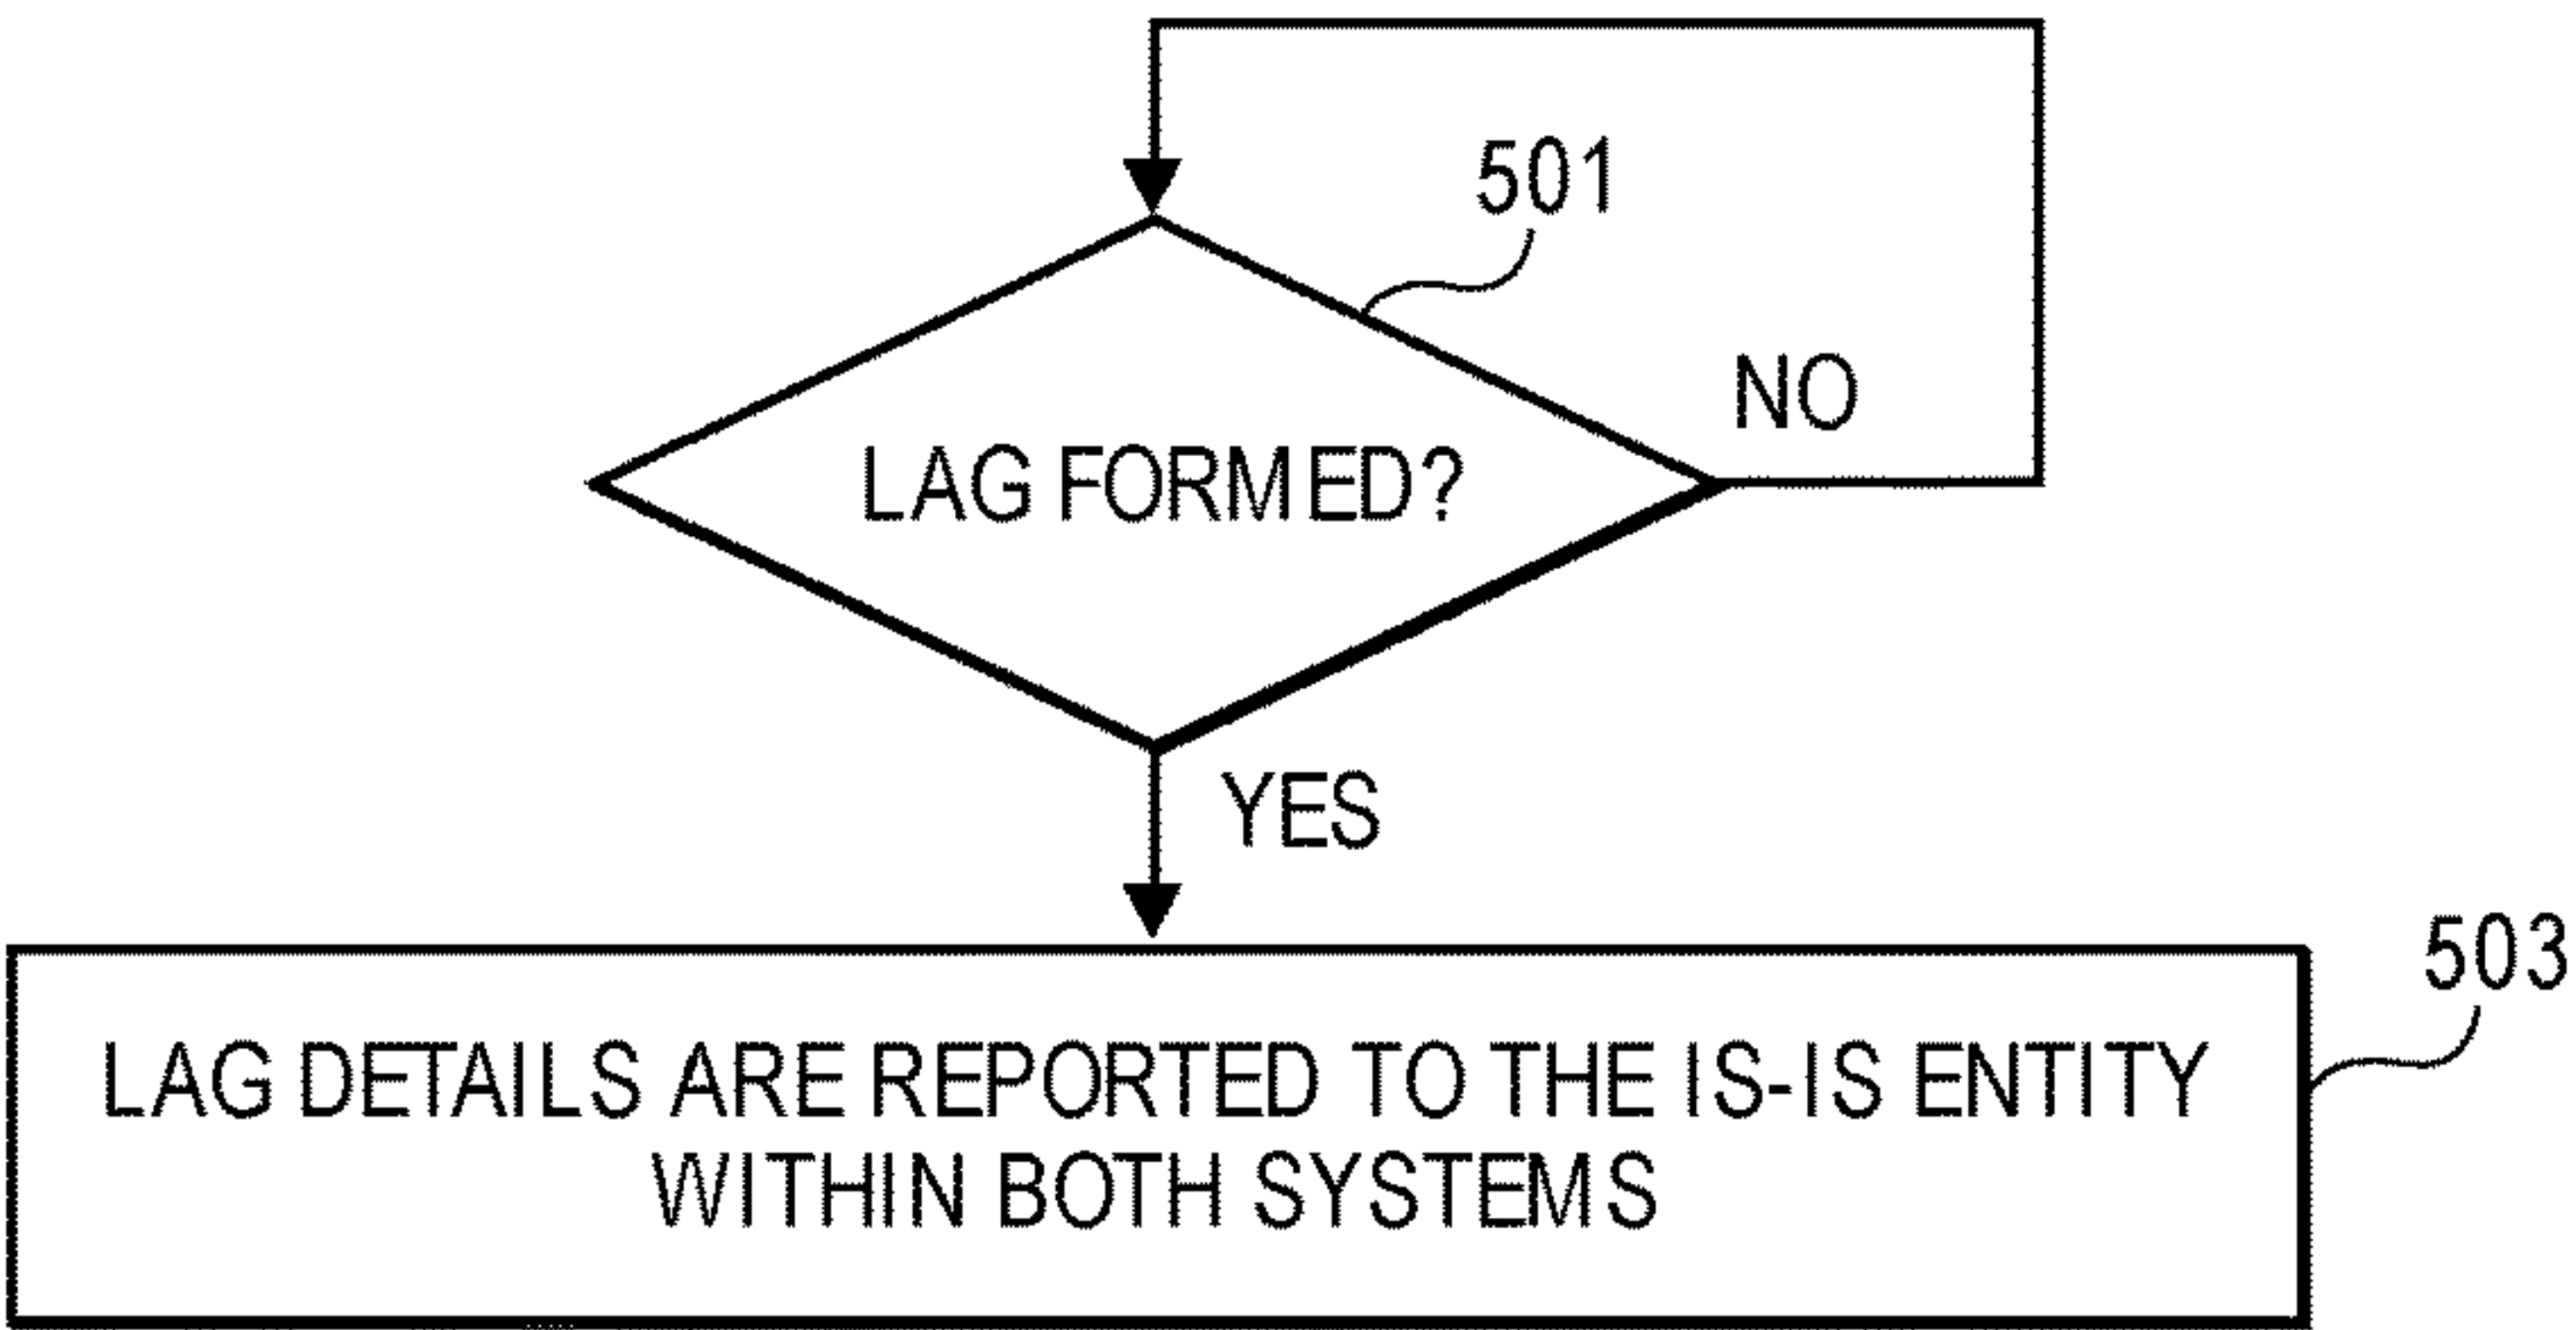 501
NO
LAG FORMED?
YES
503
LAG DETAILS ARE REPORTED TO THE IS-IS ENTITY
WITHIN BOTH SYSTEMS